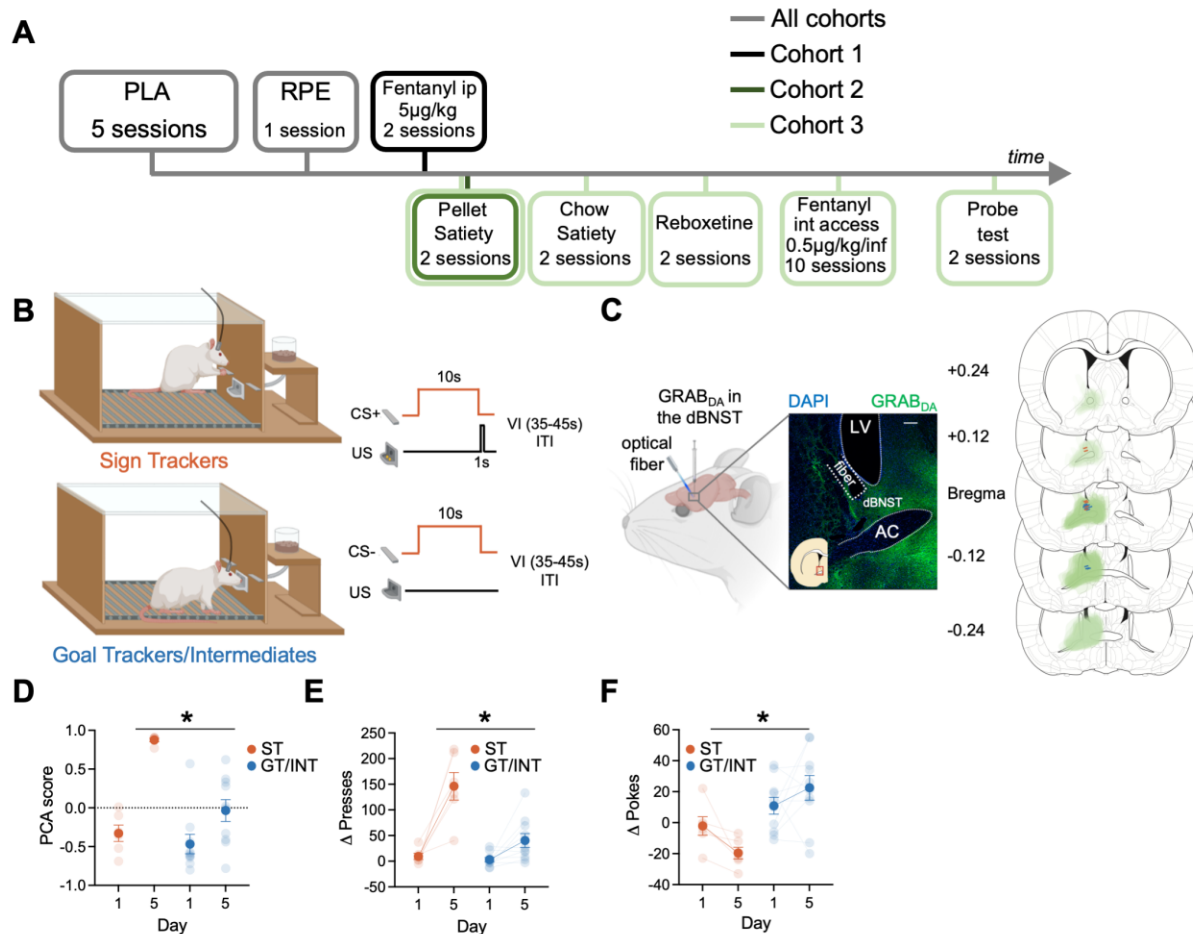 A
All cohorts
Cohort 1
Cohort 2
Cohort 3
PLA
5 sessions
RPE
1 session
Fentanyl ip
5µg/kg
2 sessions
time
Pellet
Satiety
2 sessions
Chow
Satiety
2 sessions
Reboxetine
2 sessions
Fentanyl
int access
0.5µg/kg/inf
10 sessions
Probe
test
2 sessions
B
Sign Trackers
10s
CS+
US
1s
VI (35-45s)
ITI
Goal Trackers/Intermediates
10s
CS-
US
VI (35-45s)
ITI
C
GRABDA in
the dBNST
optical
fiber
DAPI
GRABDA
LV
fiber
dBNST
AC
+0.24
+0.12
Bregma
-0.12
-0.24
D
*
ST
GT/INT
PCA score
1.0
0.5
0.0
-0.5
-1.0
1 5 1 5
Day
E
*
ST
GT/INT
Δ Presses
250
200
150
100
50
0
-50
1 5 1 5
Day
F
*
ST
GT/INT
Δ Pokes
60
40
20
0
-20
-40
1 5 1 5
Day